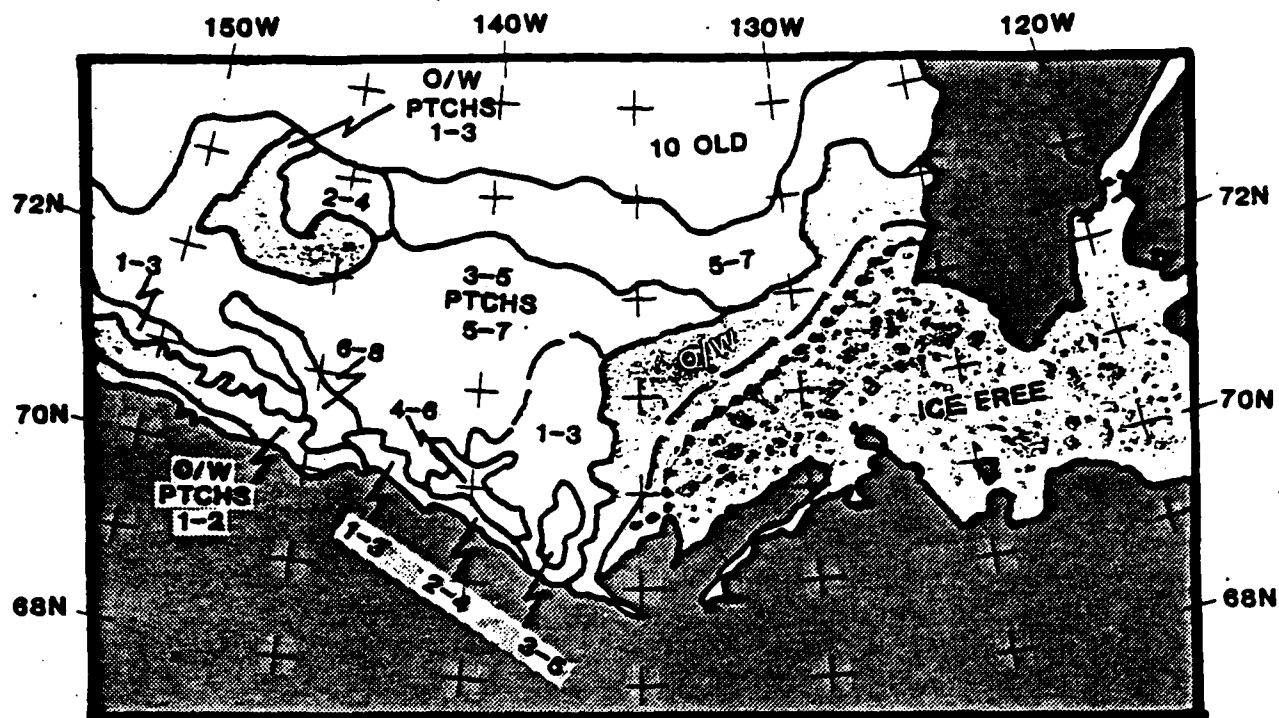 150W 140W 130W 120W
O/W
PTCHS
1-3
10 OLD
72N
72N
2-4
1-3
3-5
PTCHS
5-7
5-7
O/W
6-8
70N
70N
4-6
1-3
ICE FREE
O/W
PTCHS
1-2
1-3
2-4
3-5
68N
68N